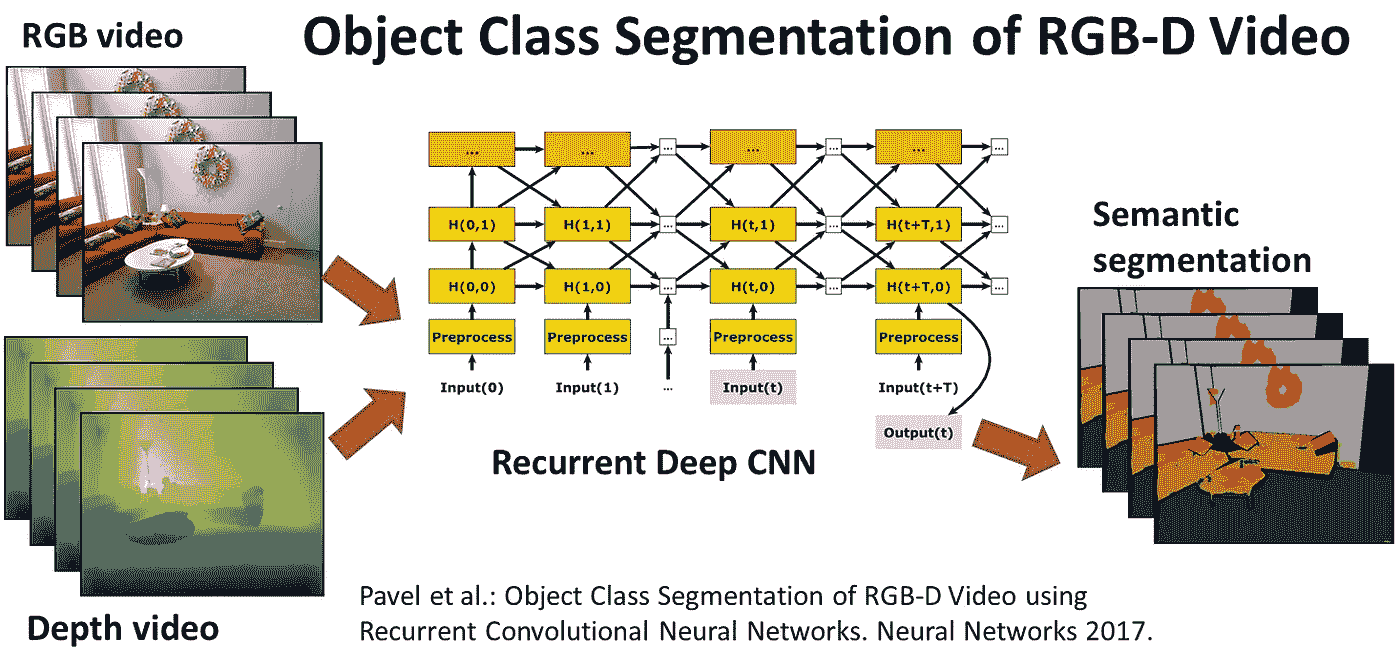 Object Class Segmentation of RGB-D Video
RGB video
... ... ... ... ... ... ...
H(0,1) H(1,1) ... H(t,1) ... H(t+T,1) ...
H(0,0) H(1,0) ... H(t,0) ... H(t+T,0) ...
Preprocess Preprocess ... Preprocess Preprocess
Input(0) Input(1) ... Input(t) Input(t+T)
Output(t)
Recurrent Deep CNN
Semantic
segmentation
Depth video
Pavel et al.: Object Class Segmentation of RGB-D Video using
Recurrent Convolutional Neural Networks. Neural Networks 2017.